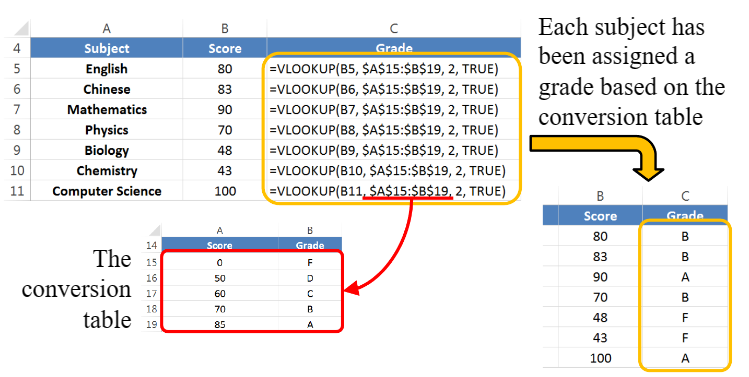 A B C
4 Subject Score Grade
5 English 80 =VLOOKUP(B5, $A$15:$B$19, 2, TRUE)
6 Chinese 83 =VLOOKUP(B6, $A$15:$B$19, 2, TRUE)
7 Mathematics 90 =VLOOKUP(B7, $A$15:$B$19, 2, TRUE)
8 Physics 70 =VLOOKUP(B8, $A$15:$B$19, 2, TRUE)
9 Biology 48 =VLOOKUP(B9, $A$15:$B$19, 2, TRUE)
10 Chemistry 43 =VLOOKUP(B10, $A$15:$B$19, 2, TRUE)
11 Computer Science 100 =VLOOKUP(B11, $A$15:$B$19, 2, TRUE)
Each subject has
been assigned a
grade based on the
conversion table
The
conversion
table
A B
14 Score Grade
15 0 F
16 50 D
17 60 C
18 70 B
19 85 A
B C
Score Grade
80 B
83 B
90 A
70 B
48 F
43 F
100 A